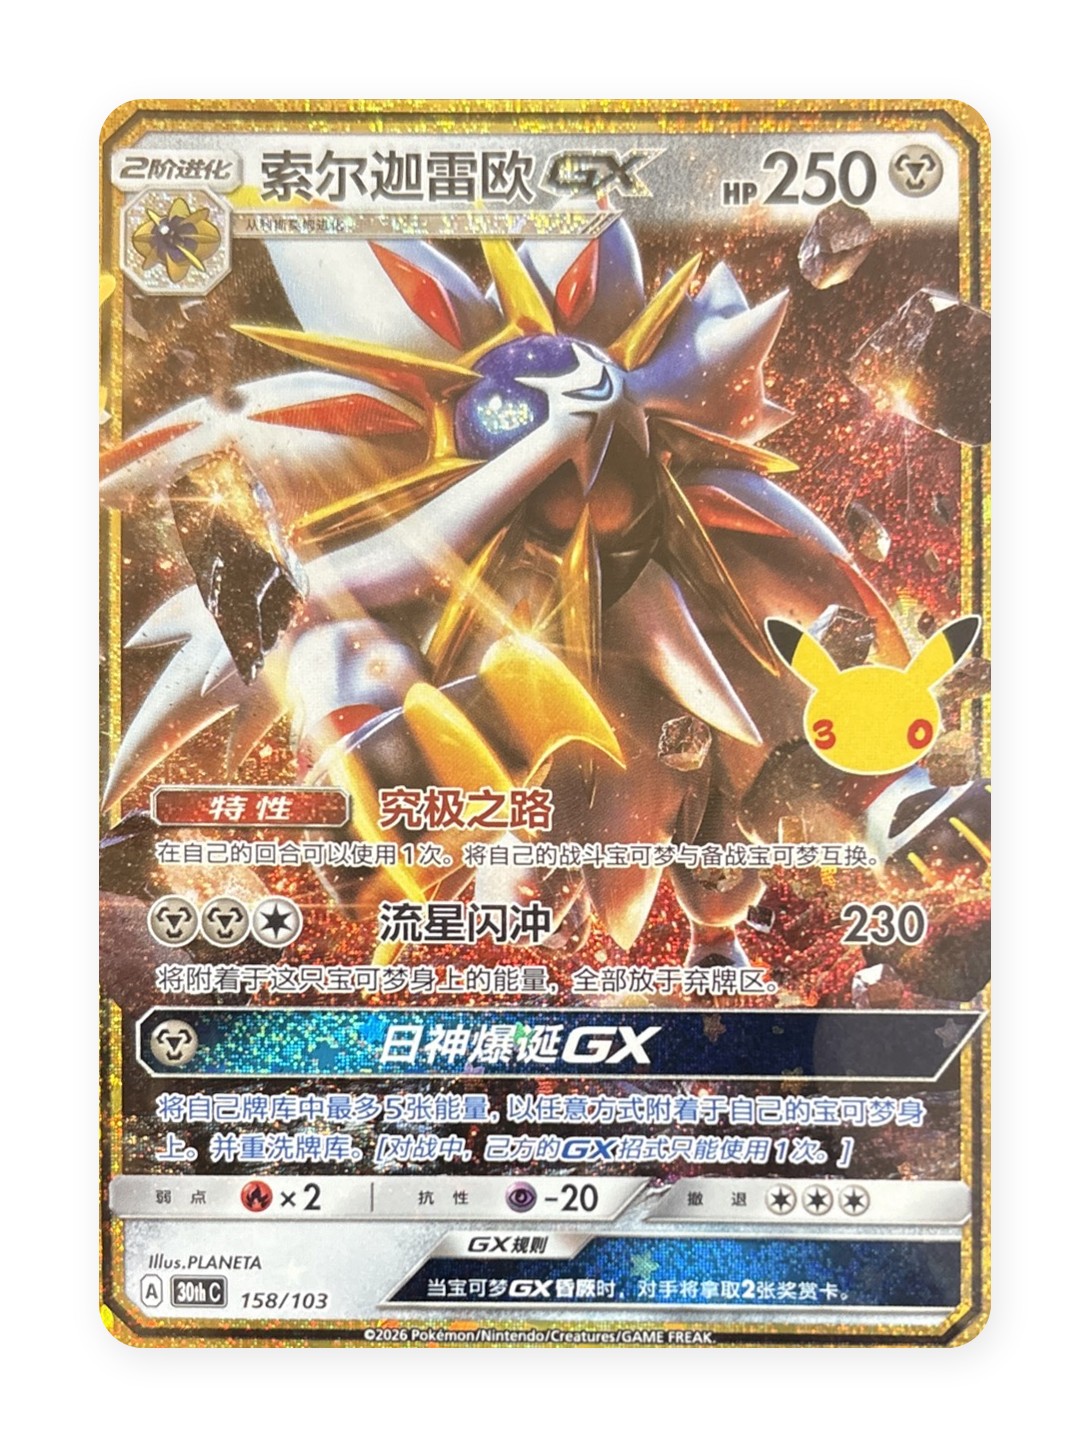 2阶进化
索尔迦雷欧GX
HP 250
从科斯莫姆进化
30
特性 究极之路
在自己的回合可以使用1次。将自己的战斗宝可梦与备战宝可梦互换。
流星闪冲 230
将附着于这只宝可梦身上的能量，全部放于弃牌区。
日神爆诞GX
将自己牌库中最多5张能量，以任意方式附着于自己的宝可梦身
上。并重洗牌库。[对战中，己方的GX招式只能使用1次。]
弱点 ×2 抗性 -20 撤退
GX规则
当宝可梦GX昏厥时，对手将拿取2张奖赏卡。
Illus.PLANETA
A 30th C 158/103
©2026 Pokémon/Nintendo/Creatures/GAME FREAK.